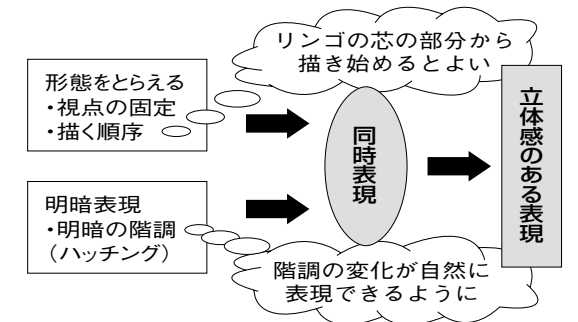 リンゴの芯の部分から
描き始めるとよい
形態をとらえる
・視点の固定
・描く順序
同時表現
立体感のある表現
明暗表現
・明暗の階調
（ハッチング）
階調の変化が自然に
表現できるように